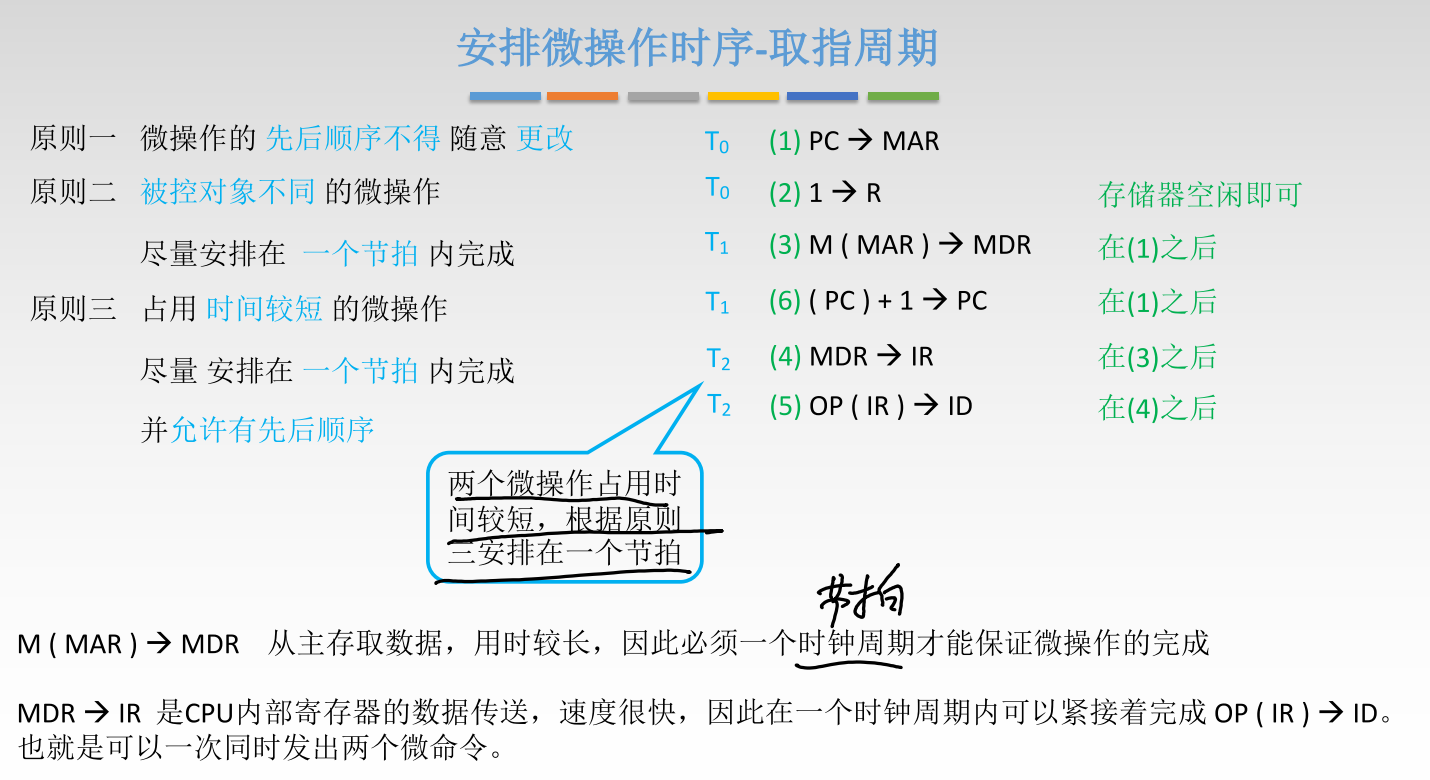 安排微操作时序-取指周期
原则一 微操作的 先后顺序不得 随意 更改
原则二 被控对象不同 的微操作
尽量安排在 一个节拍 内完成
原则三 占用 时间较短 的微操作
尽量 安排在 一个节拍 内完成
并允许有先后顺序
T₀ (1) PC → MAR
T₀ (2) 1 → R 存储器空闲即可
T₁ (3) M ( MAR ) → MDR 在(1)之后
T₁ (6) ( PC ) + 1 → PC 在(1)之后
T₂ (4) MDR → IR 在(3)之后
T₂ (5) OP ( IR ) → ID 在(4)之后
两个微操作占用时
间较短，根据原则
三安排在一个节拍
节拍
M ( MAR ) → MDR 从主存取数据，用时较长，因此必须一个时钟周期才能保证微操作的完成
MDR → IR 是CPU内部寄存器的数据传送，速度很快，因此在一个时钟周期内可以紧接着完成 OP ( IR ) → ID。
也就是可以一次同时发出两个微命令。